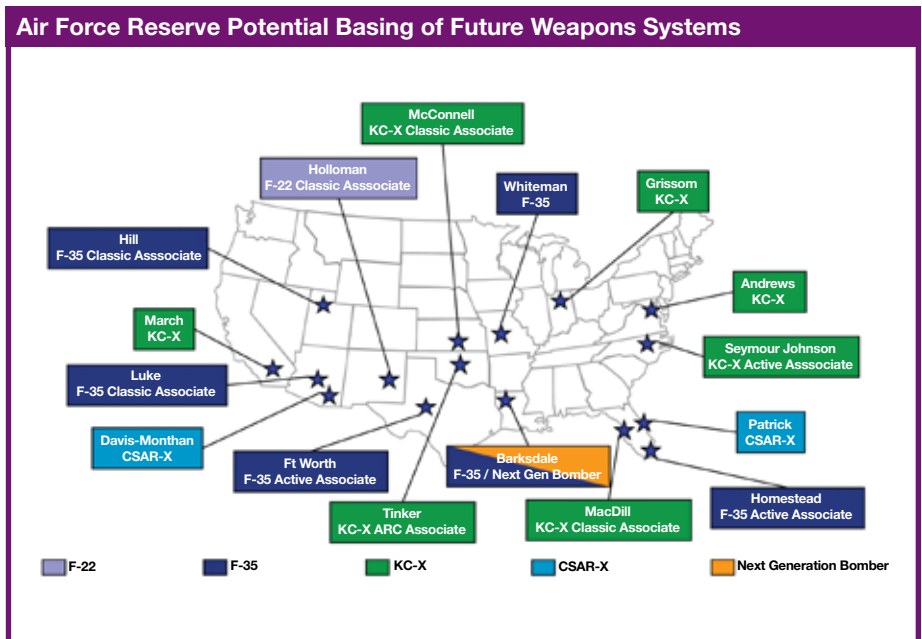 Air Force Reserve Potential Basing of Future Weapons Systems
McConnell
KC-X Classic Associate
Holloman
F-22 Classic Asssociate
Whiteman
F-35
Grissom
KC-X
Hill
F-35 Classic Asssociate
Andrews
KC-X
March
KC-X
Seymour Johnson
KC-X Active Asssociate
Luke
F-35 Classic Associate
Patrick
CSAR-X
Davis-Monthan
CSAR-X
Ft Worth
F-35 Active Associate
Barksdale
F-35 / Next Gen Bomber
Homestead
F-35 Active Associate
Tinker
KC-X ARC Associate
MacDill
KC-X Classic Associate
F-22
F-35
KC-X
CSAR-X
Next Generation Bomber